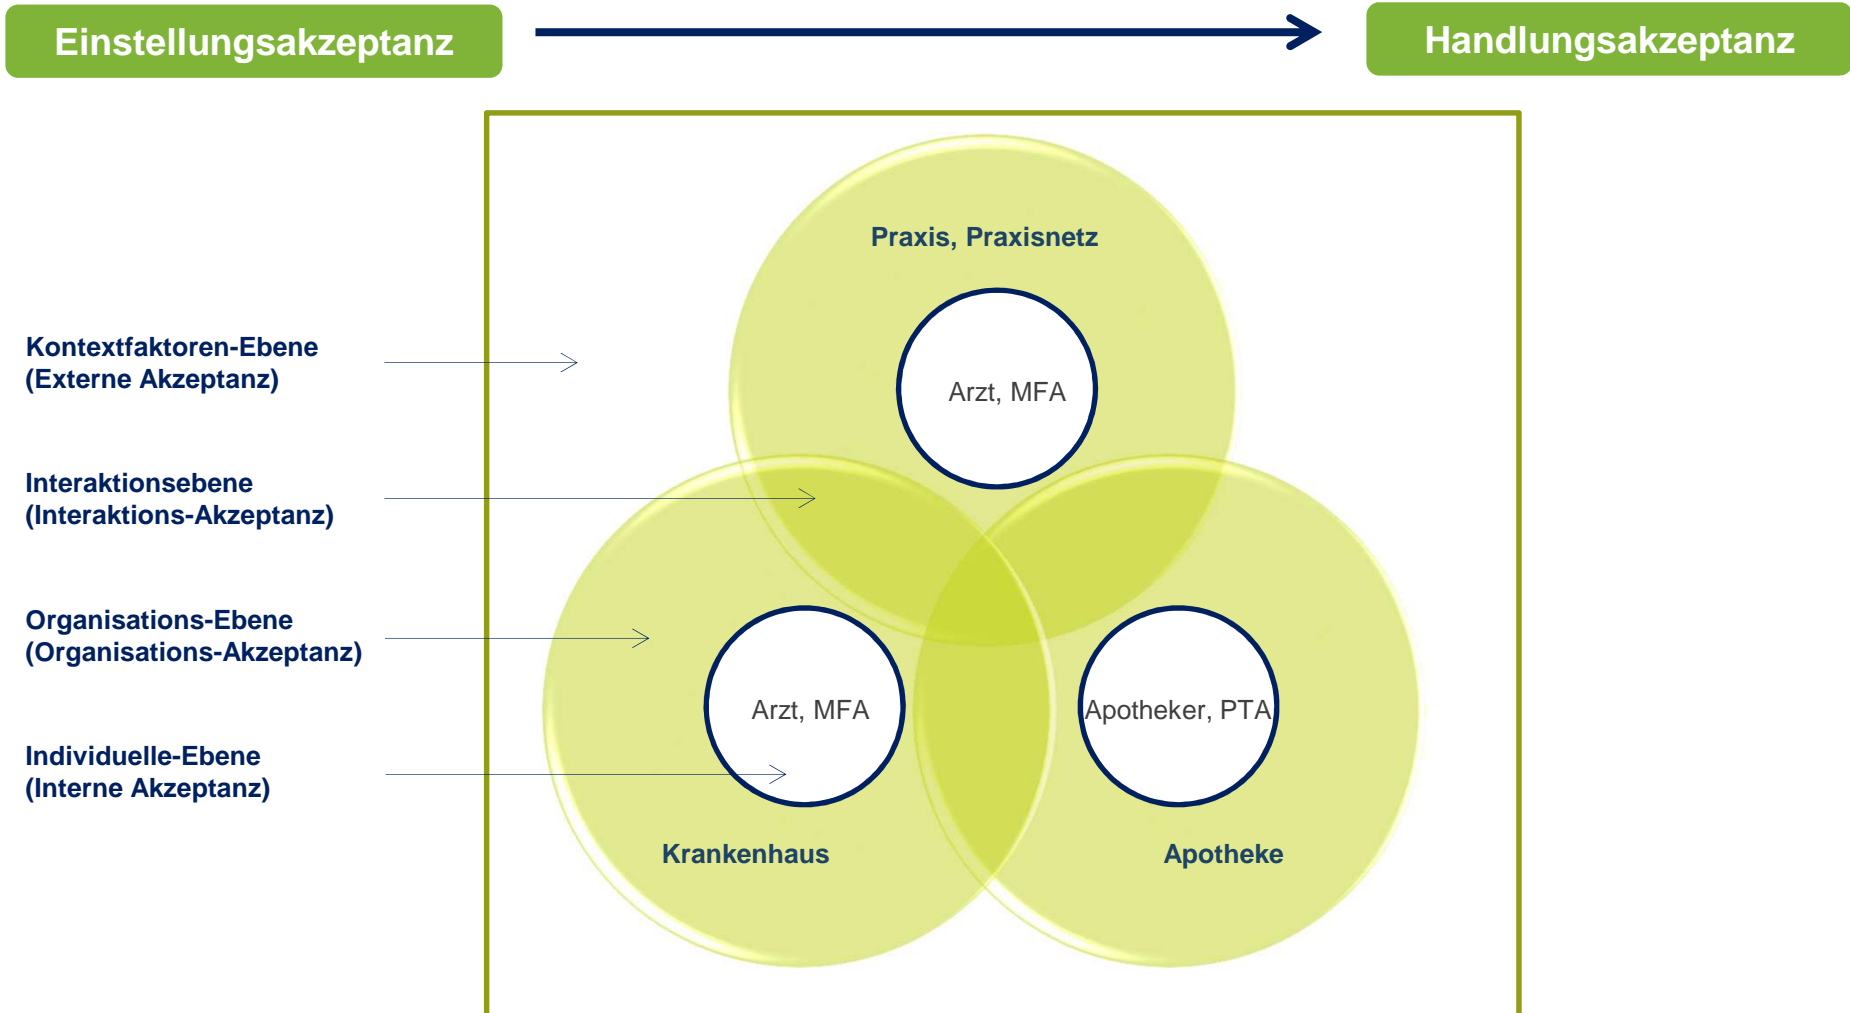 Einstellungsakzeptanz
Handlungsakzeptanz
Praxis, Praxisnetz
Arzt, MFA
Kontextfaktoren-Ebene
(Externe Akzeptanz)
Interaktionsebene
(Interaktions-Akzeptanz)
Organisations-Ebene
(Organisations-Akzeptanz)
Individuelle-Ebene
(Interne Akzeptanz)
Arzt, MFA
Apotheker, PTA
Krankenhaus
Apotheke